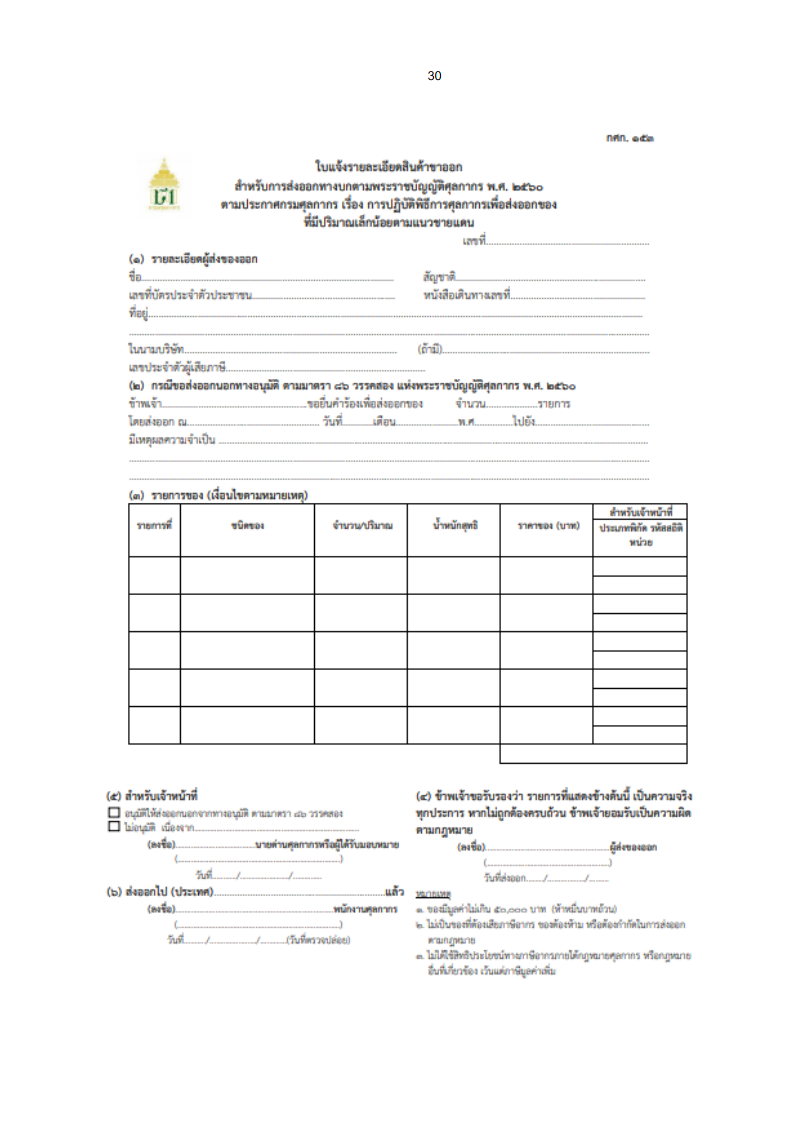 30
กศก. ๑๕๓
ใบแจ้งรายละเอียดสินค้าขาออก
สำหรับการส่งออกทางบกตามพระราชบัญญัติศุลกากร พ.ศ. ๒๕๖๐
ตามประกาศกรมศุลกากร เรื่อง การปฏิบัติพิธีการศุลกากรเพื่อส่งออกของ
ที่มีปริมาณเล็กน้อยตามแนวชายแดน
เลขที่
(๑) รายละเอียดผู้ส่งของออก
ชื่อ สัญชาติ
เลขที่บัตรประจำตัวประชาชน หนังสือเดินทางเลขที่
ที่อยู่
ในนามบริษัท (ถ้ามี)
เลขประจำตัวผู้เสียภาษี
(๒) กรณีขอส่งออกนอกทางอนุมัติ ตามมาตรา ๘๖ วรรคสอง แห่งพระราชบัญญัติศุลกากร พ.ศ. ๒๕๖๐
ข้าพเจ้า ขอยื่นคำร้องเพื่อส่งออกของ จำนวน รายการ
โดยส่งออก ณ วันที่ เดือน พ.ศ. ไปยัง
มีเหตุผลความจำเป็น
(๓) รายการของ (เงื่อนไขตามหมายเหตุ)
รายการที่ ชนิดของ จำนวน/ปริมาณ น้ำหนักสุทธิ ราคาของ (บาท) สำหรับเจ้าหน้าที่
ประเภทพิกัด รหัสสถิติ
หน่วย
(๕) สำหรับเจ้าหน้าที่
อนุมัติให้ส่งออกนอกจากทางอนุมัติ ตามมาตรา ๘๖ วรรคสอง
ไม่อนุมัติ เนื่องจาก
(ลงชื่อ) นายด่านศุลกากรหรือผู้ได้รับมอบหมาย
( )
วันที่ / /
(๖) ส่งออกไป (ประเทศ) แล้ว
(ลงชื่อ) พนักงานศุลกากร
( )
วันที่ / / (วันที่ตรวจปล่อย)
(๔) ข้าพเจ้าขอรับรองว่า รายการที่แสดงข้างต้นนี้ เป็นความจริง
ทุกประการ หากไม่ถูกต้องครบถ้วน ข้าพเจ้ายอมรับเป็นความผิด
ตามกฎหมาย
(ลงชื่อ) ผู้ส่งของออก
( )
วันที่ส่งออก / /
หมายเหตุ
๑. ของมีมูลค่าไม่เกิน ๕๐,๐๐๐ บาท (ห้าหมื่นบาทถ้วน)
๒. ไม่เป็นของที่ต้องเสียภาษีอากร ของต้องห้าม หรือต้องกำกัดในการส่งออก
ตามกฎหมาย
๓. ไม่ได้ใช้สิทธิประโยชน์ทางภาษีอากรภายใต้กฎหมายศุลกากร หรือกฎหมาย
อื่นที่เกี่ยวข้อง เว้นแต่ภาษีมูลค่าเพิ่ม